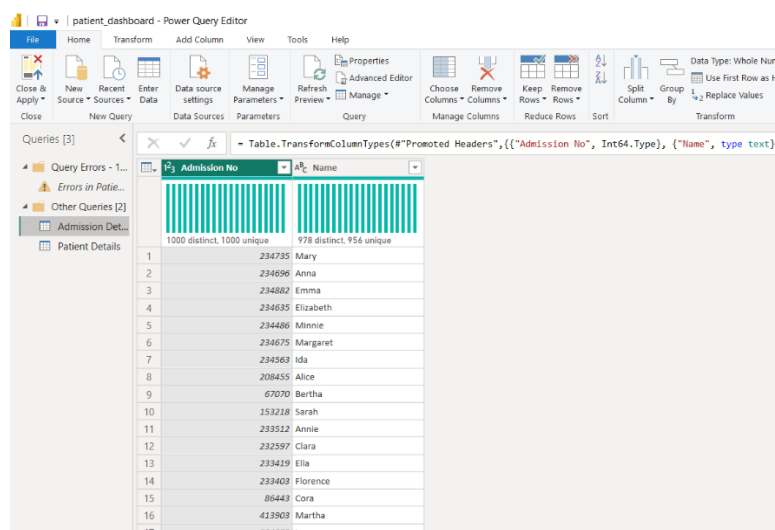 patient_dashboard - Power Query Editor
File Home Transform Add Column View Tools Help
Close & Apply
New Source
Recent Sources
Enter Data
Data source settings
Manage Parameters
Refresh Preview
Properties
Advanced Editor
Manage
Choose Columns
Remove Columns
Keep Rows
Remove Rows
Split Column
Group By
Data Type: Whole Num
Use First Row as H
Replace Values
Close New Query Data Sources Parameters Query Manage Columns Reduce Rows Sort Transform
Queries [3]
fx = Table.TransformColumnTypes(#"Promoted Headers",{{"Admission No", Int64.Type}, {"Name", type text}
Query Errors - 1...
Errors in Patie...
Other Queries [2]
Admission Det...
Patient Details
123 Admission No ABC Name
1000 distinct, 1000 unique 978 distinct, 956 unique
1 234735 Mary
2 234696 Anna
3 234882 Emma
4 234635 Elizabeth
5 234486 Minnie
6 234675 Margaret
7 234563 Ida
8 208455 Alice
9 67070 Bertha
10 153218 Sarah
11 233512 Annie
12 232597 Clara
13 233419 Ella
14 233403 Florence
15 86443 Cora
16 413903 Martha